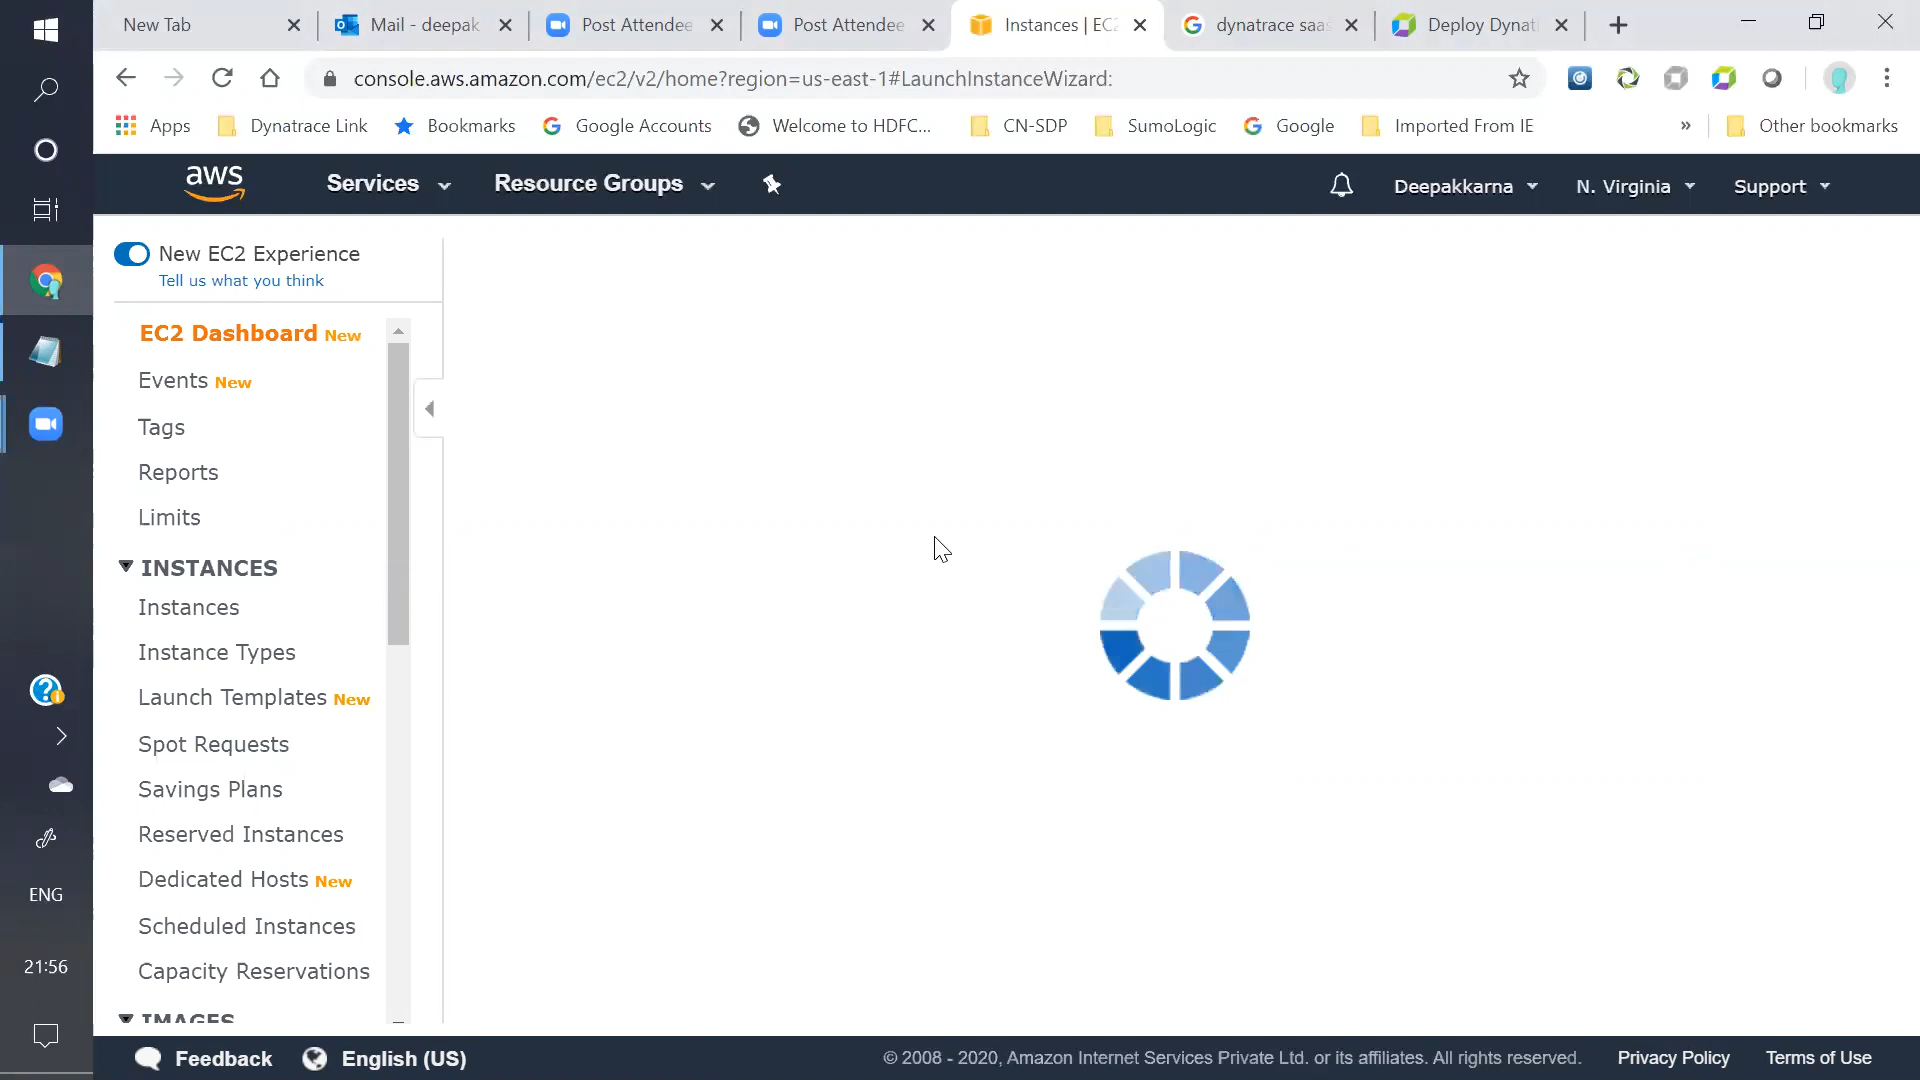 New Tab
Mail - deepak
Post Attendee
Post Attendee
Instances | EC2
dynatrace saas
Deploy Dynat
console.aws.amazon.com/ec2/v2/home?region=us-east-1#LaunchInstanceWizard:
Apps
Dynatrace Link
Bookmarks
Google Accounts
Welcome to HDFC...
CN-SDP
SumoLogic
Google
Imported From IE
»
Other bookmarks
aws
Services
Resource Groups
Deepakkarna
N. Virginia
Support
New EC2 Experience
Tell us what you think
EC2 Dashboard New
Events New
Tags
Reports
Limits
INSTANCES
Instances
Instance Types
Launch Templates New
Spot Requests
Savings Plans
Reserved Instances
Dedicated Hosts New
Scheduled Instances
Capacity Reservations
IMAGES
ENG
21:56
Feedback
English (US)
© 2008 - 2020, Amazon Internet Services Private Ltd. or its affiliates. All rights reserved.
Privacy Policy
Terms of Use